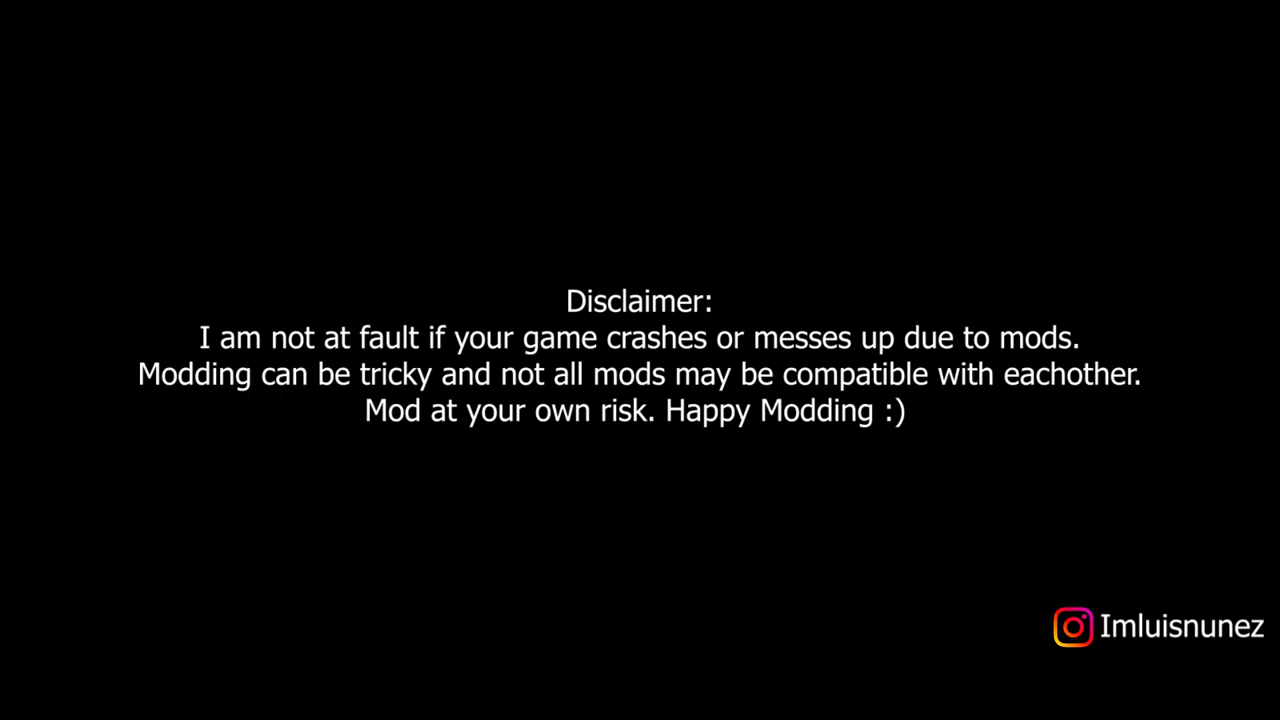 Disclaimer:
I am not at fault if your game crashes or messes up due to mods.
Modding can be tricky and not all mods may be compatible with eachother.
Mod at your own risk. Happy Modding :)
Imluisnunez